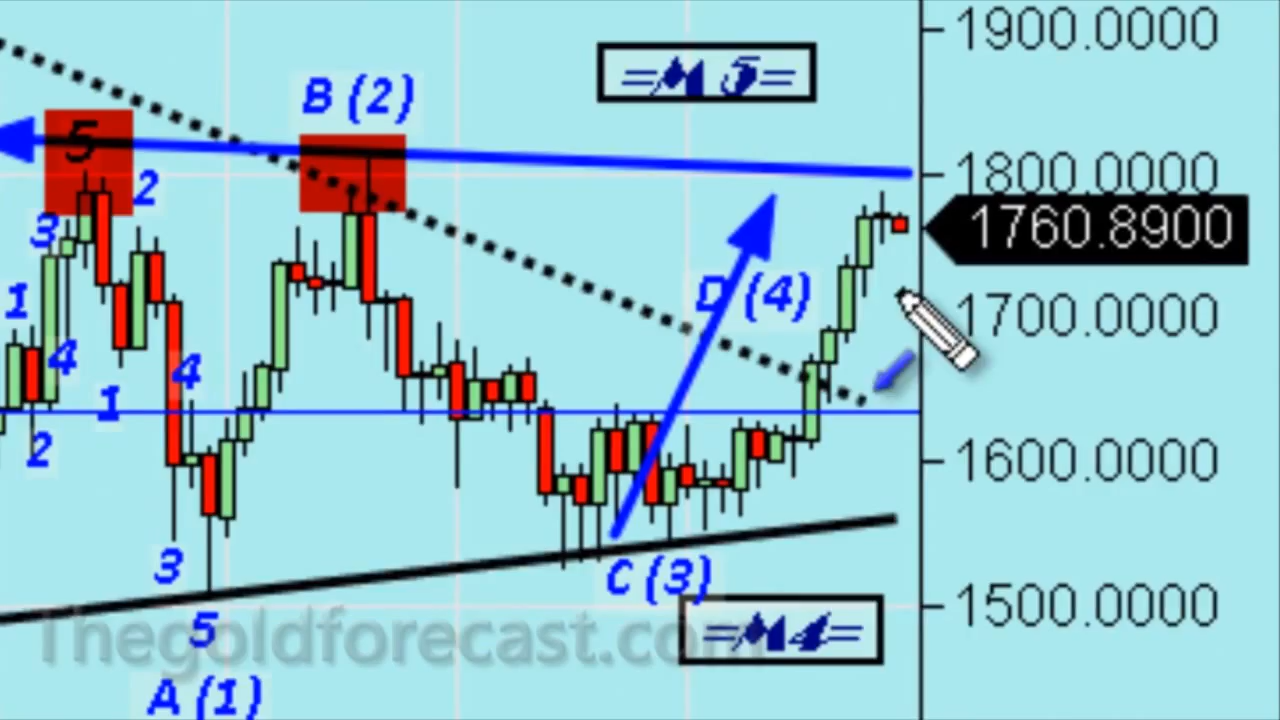 1900.0000
=M 5=
B (2)
5
1800.0000
2
3
1760.8900
D (4)
1
1700.0000
4
4
1
2
1600.0000
3
C (3)
1500.0000
5
Thegoldforecast.com
=M4=
A (1)